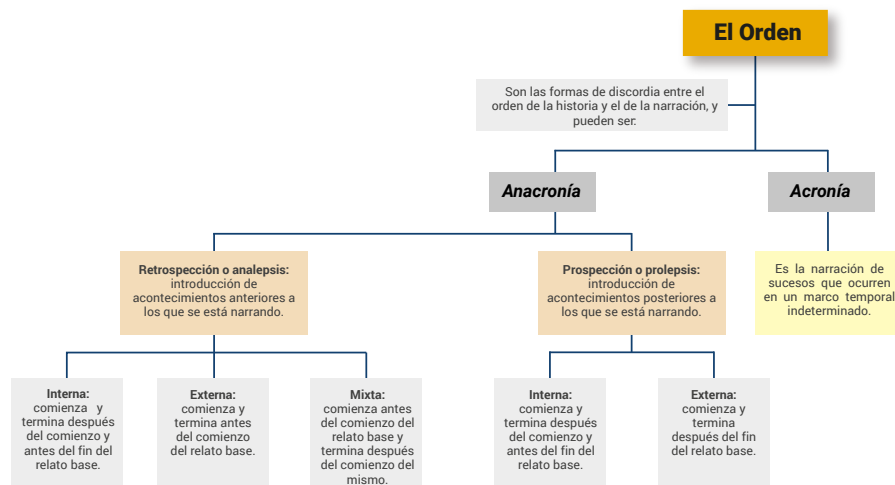 El Orden
Son las formas de discordia entre el
orden de la historia y el de la narración, y
pueden ser:
Anacronía
Acronía
Retrospección o analepsis:
introducción de
acontecimientos anteriores a
los que se está narrando.
Prospección o prolepsis:
introducción de
acontecimientos posteriores a
los que se está narrando.
Es la narración de
sucesos que ocurren
en un marco temporal
indeterminado.
Interna:
comienza y
termina después
del comienzo y
antes del fin del
relato base.
Externa:
comienza y
termina antes
del comienzo
del relato base.
Mixta:
comienza antes
del comienzo del
relato base y
termina después
del comienzo del
mismo.
Interna:
comienza y
termina después
del comienzo y
antes del fin del
relato base.
Externa:
comienza y
termina
después del fin
del relato base.